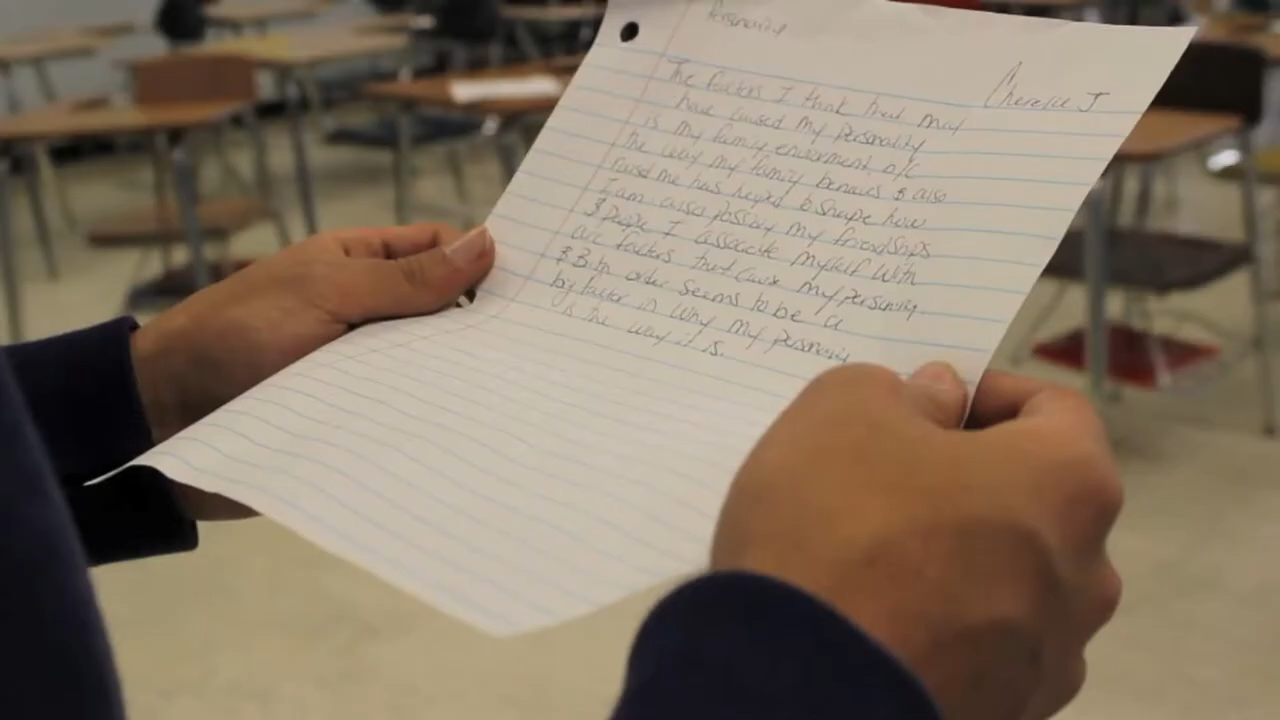 Personality
Cherelle J
The factors I think that may
have caused my personality
is my family enviorment, b/c
the way my family behaves & also
raised me has helped to shape how
I am also possibly my friendships
& people I associate myself with
are factors that cause my personality.
& Birth order seems to be a
big factor in why my personality
is the way it is.